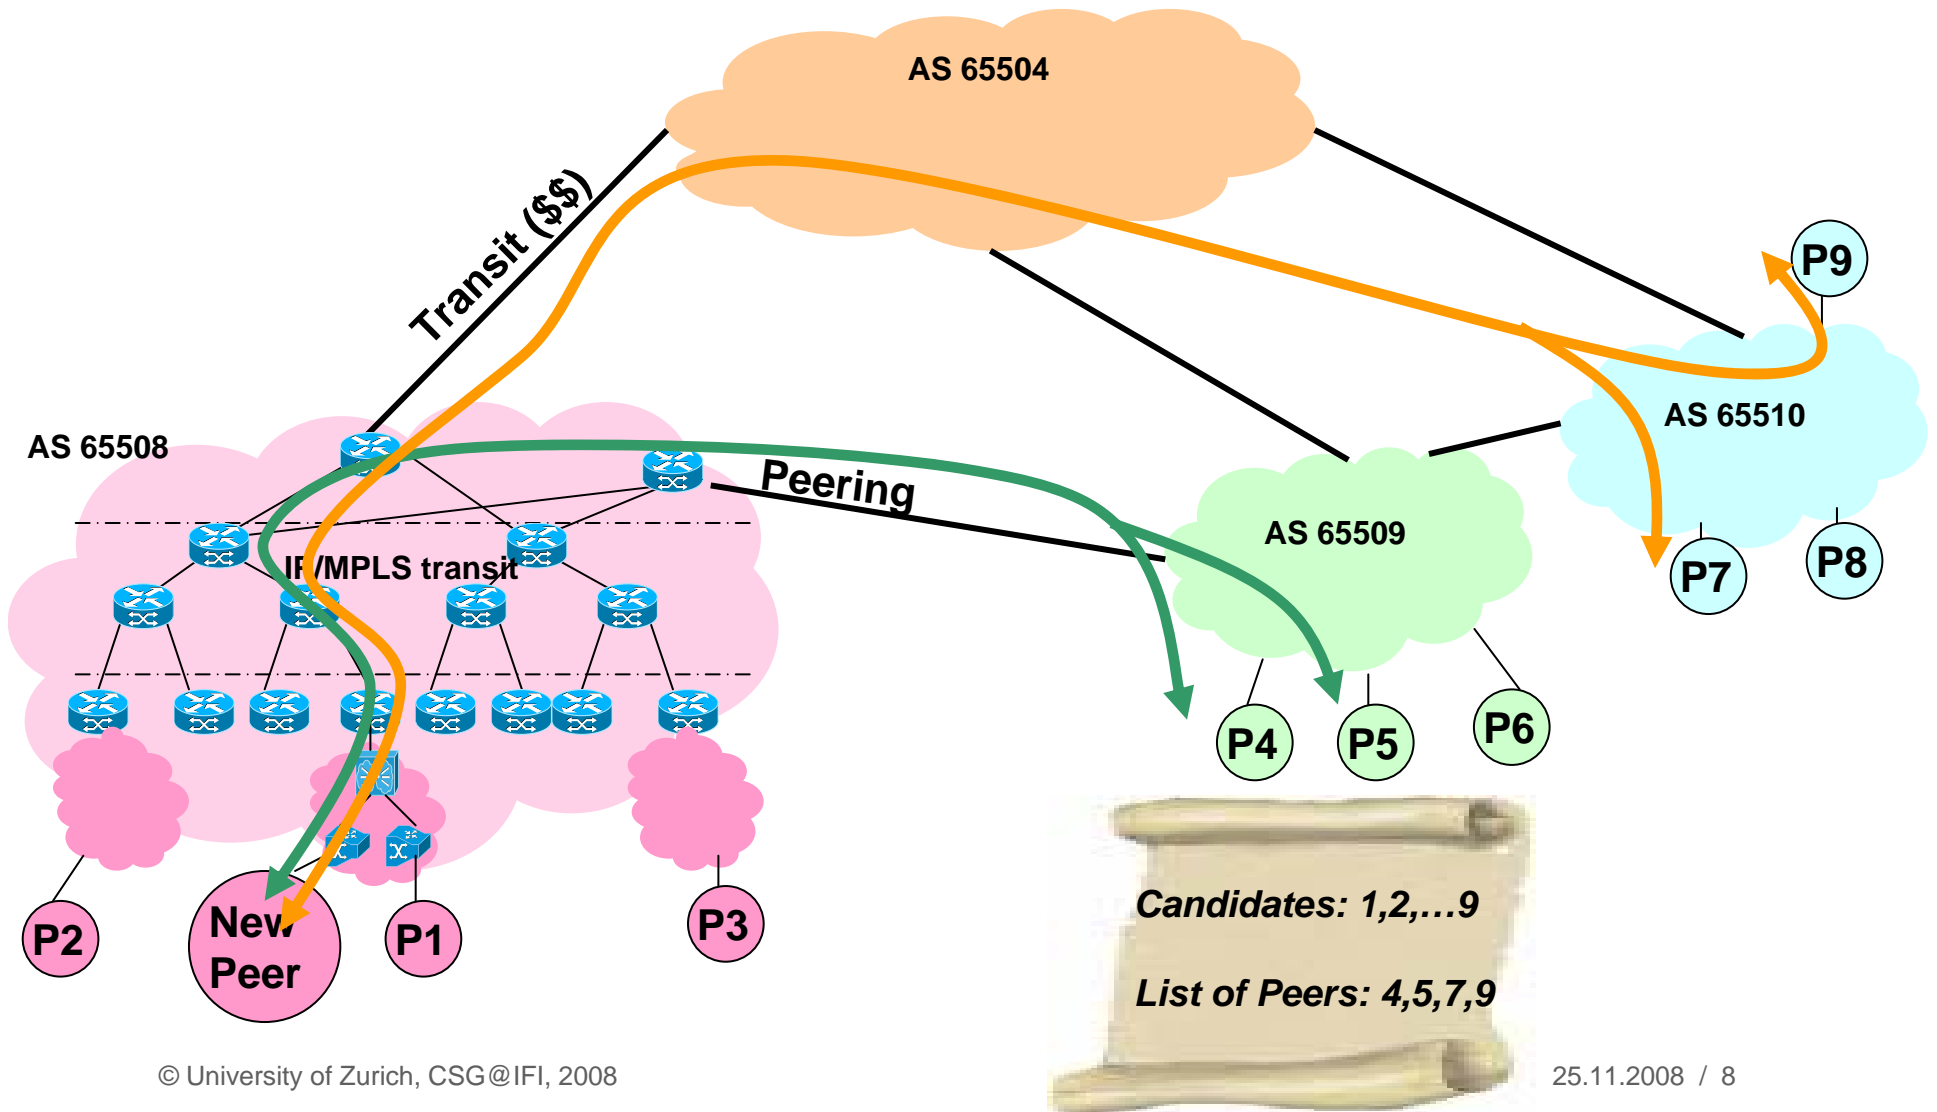 AS 65504
Transit ($$)
P9
AS 65510
AS 65508
Peering
AS 65509
IP/MPLS transit
P7
P8
P4
P5
P6
P2
New
Peer
P1
P3
Candidates: 1,2,…9
List of Peers: 4,5,7,9
© University of Zurich, CSG@IFI, 2008
25.11.2008 / 8